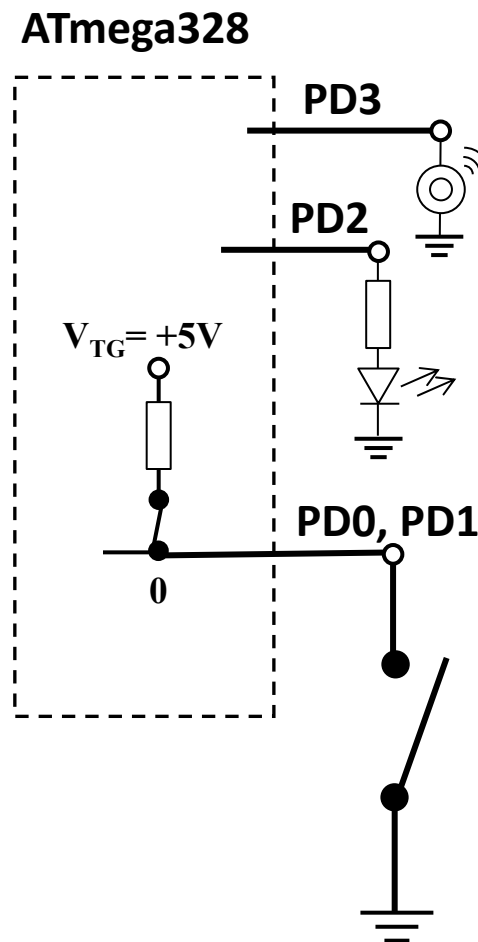 ATmega328
PD3
PD2
VTG= +5V
PD0, PD1
0